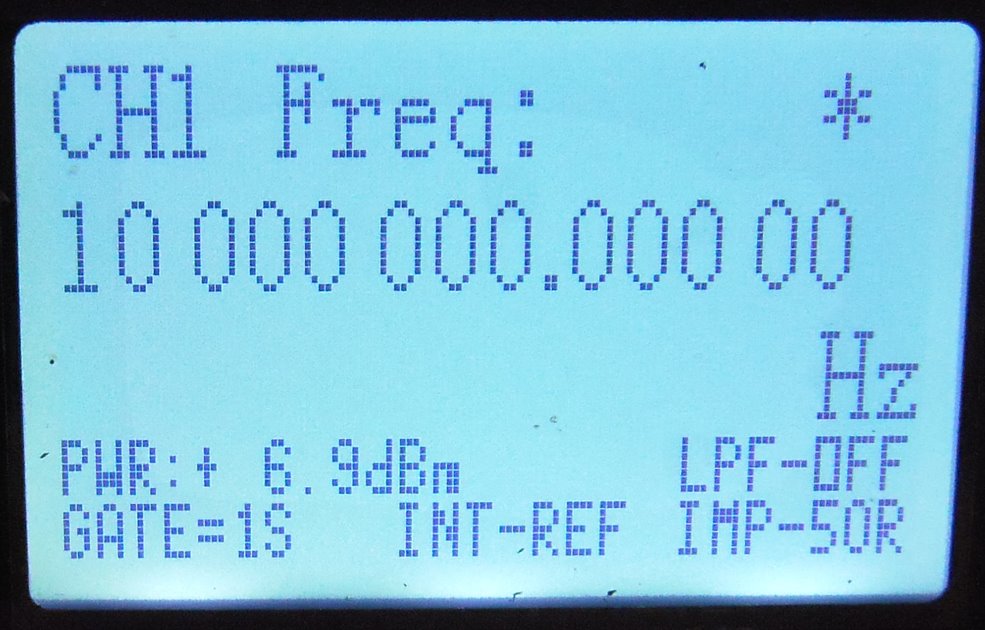 CH1 Freq: *
10 000 000.000 00
Hz
PWR:+ 6.9dBm LPF-OFF
GATE=1S INT-REF IMP-50R